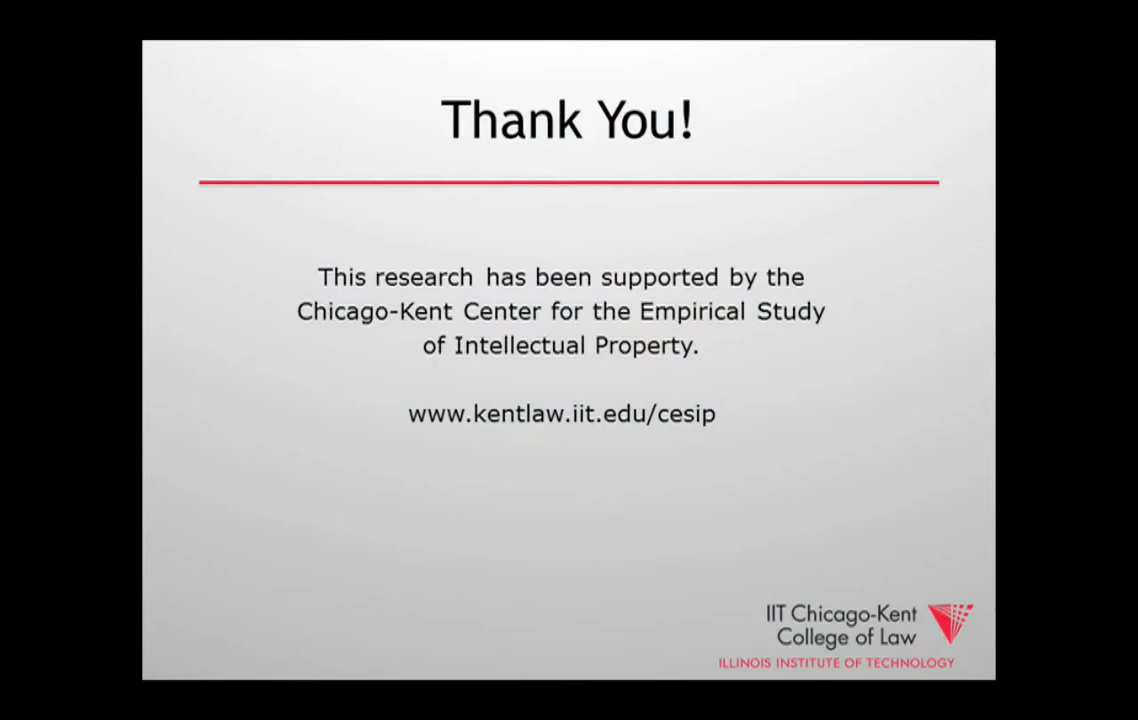 Thank You!
This research has been supported by the
Chicago-Kent Center for the Empirical Study
of Intellectual Property.
www.kentlaw.iit.edu/cesip
IIT Chicago-Kent
College of Law
ILLINOIS INSTITUTE OF TECHNOLOGY